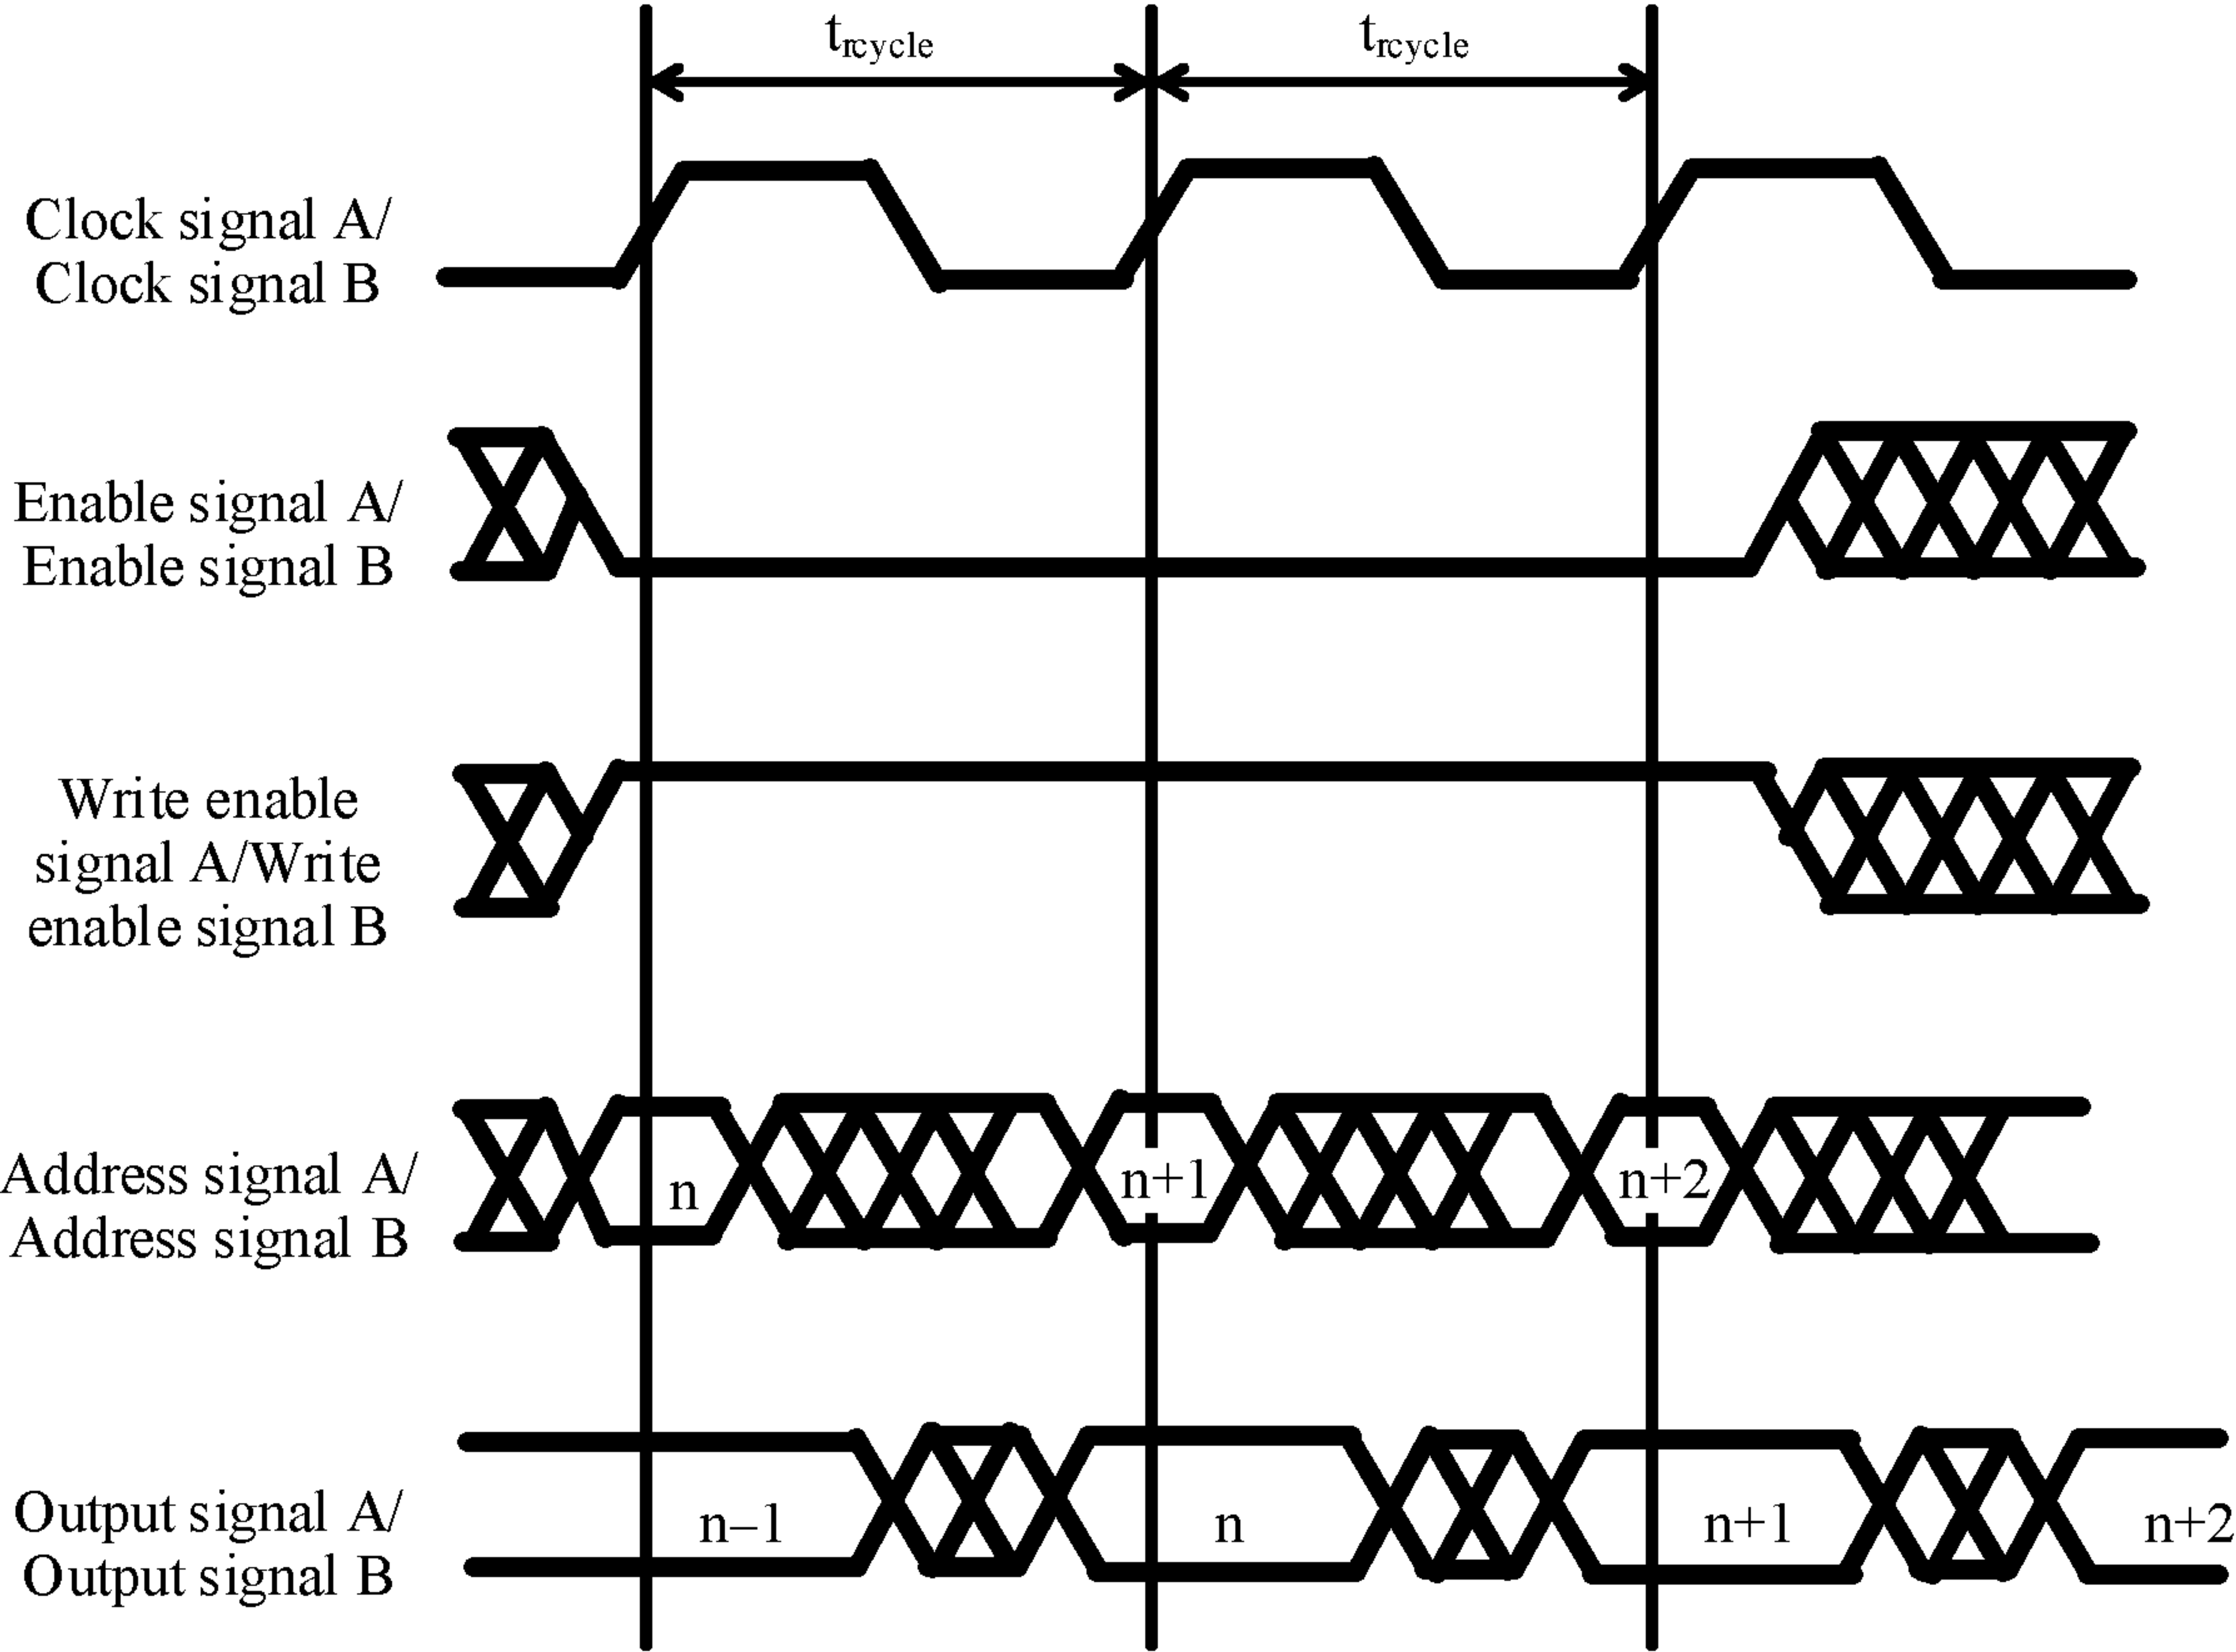 trcycle trcycle
Clock signal A/
Clock signal B
Enable signal A/
Enable signal B
Write enable
signal A/Write
enable signal B
Address signal A/
Address signal B
n n+1 n+2
Output signal A/
Output signal B
n−1 n n+1 n+2